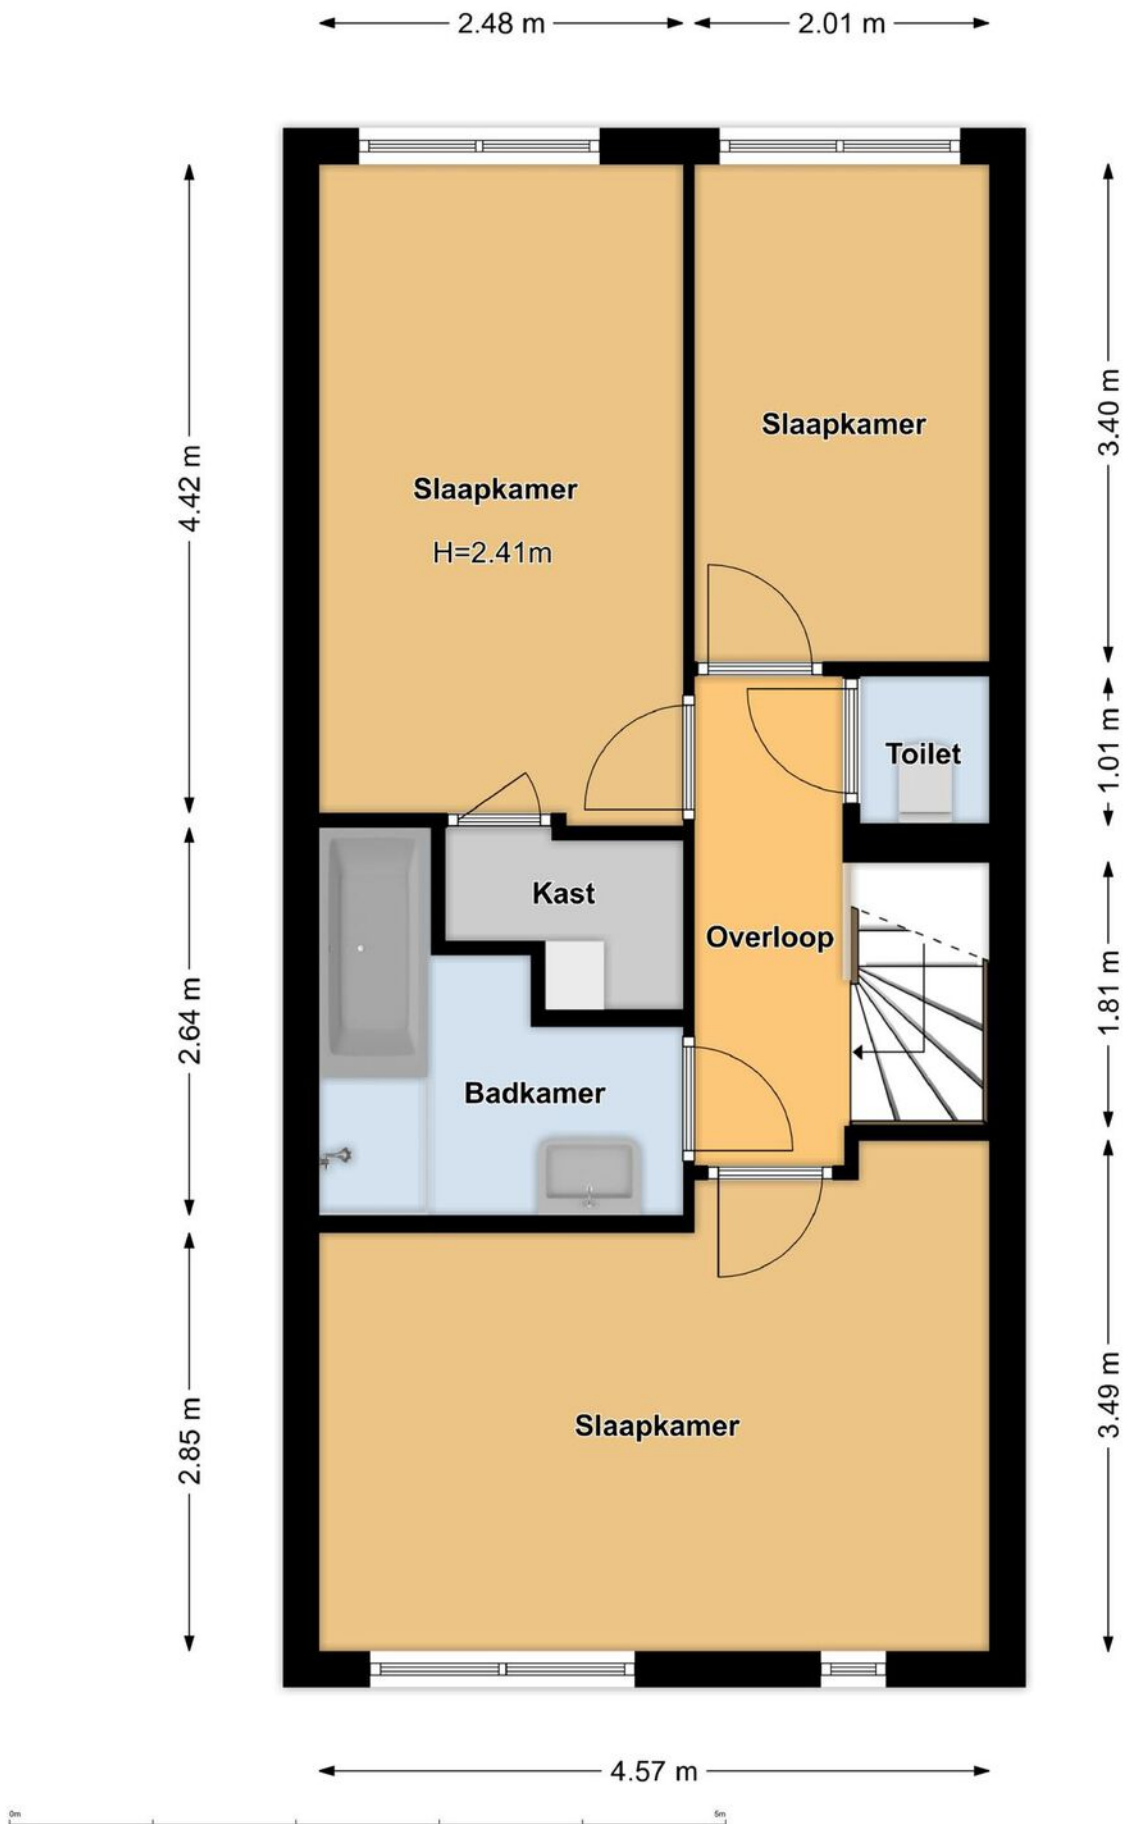 2.48 m
2.01 m
4.42 m
3.40 m
Slaapkamer
Slaapkamer
H=2.41m
1.01 m
Toilet
Kast
Overloop
2.64 m
1.81 m
Badkamer
2.85 m
3.49 m
Slaapkamer
4.57 m
0m
5m